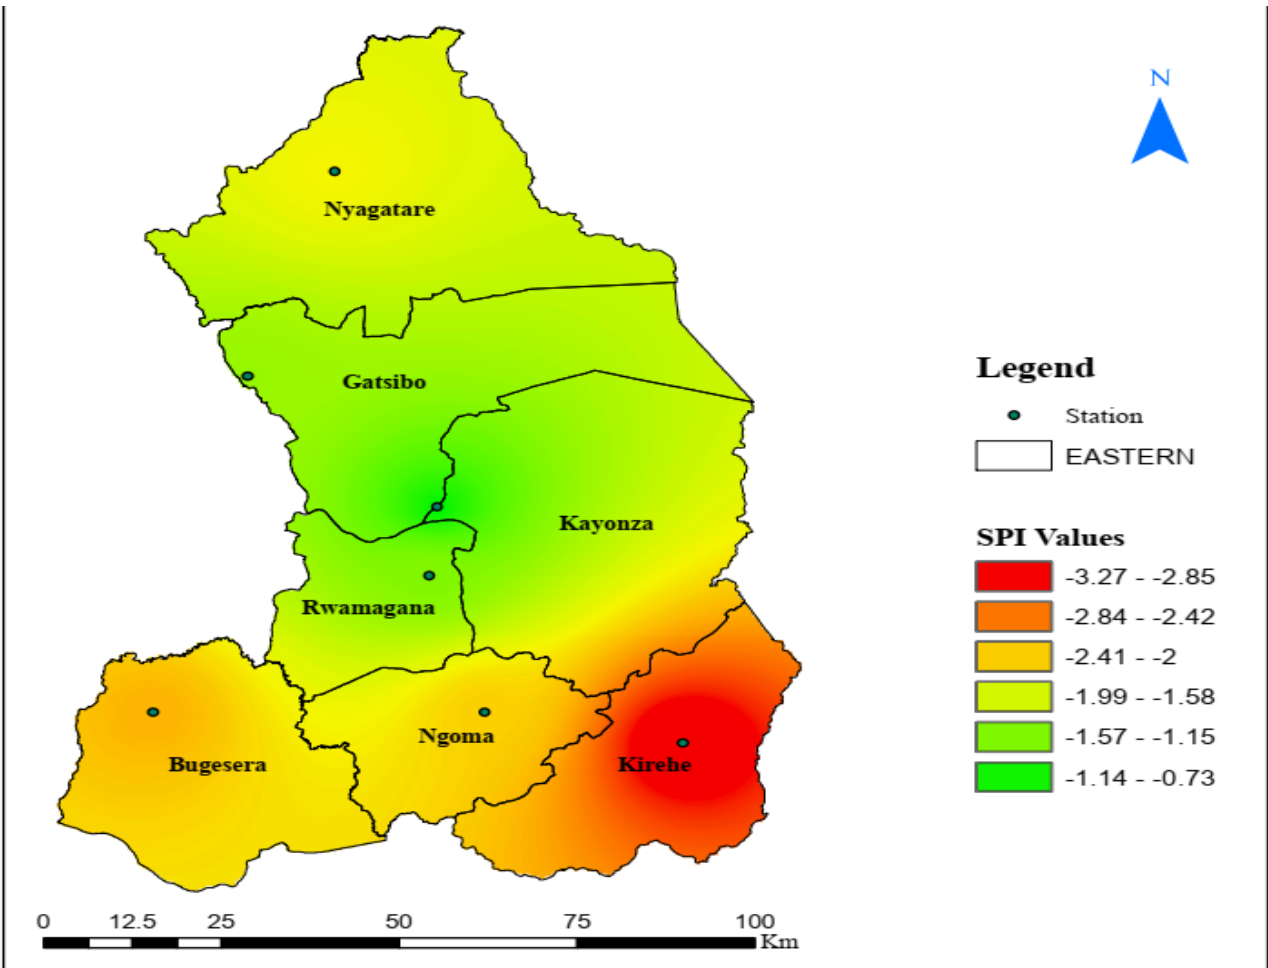 N
Nyagatare
Gatsibo
Kayonza
Rwamagana
Ngoma
Bugesera
Kirehe
Legend
Station
EASTERN
SPI Values
-3.27 - -2.85
-2.84 - -2.42
-2.41 - -2
-1.99 - -1.58
-1.57 - -1.15
-1.14 - -0.73
0 12.5 25 50 75 100
Km